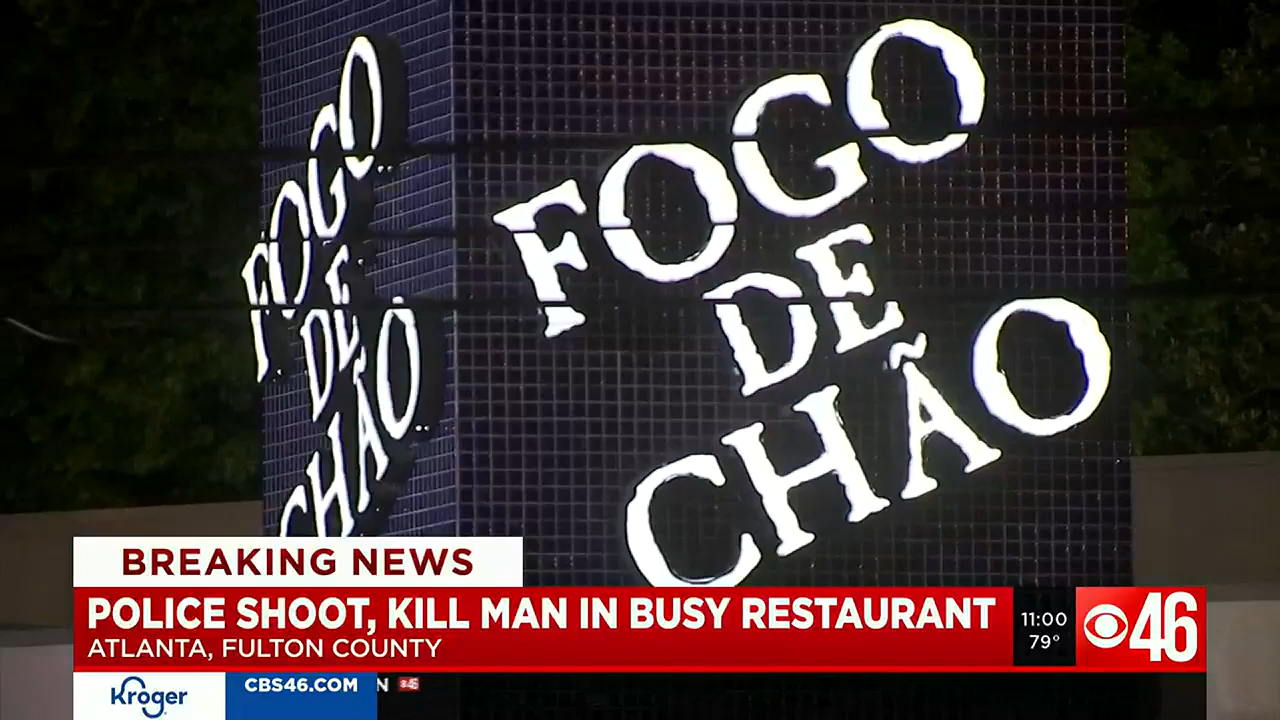 FOGO
DE
CHÃO
FOGO
DE
CHÃO
BREAKING NEWS
POLICE SHOOT, KILL MAN IN BUSY RESTAURANT
ATLANTA, FULTON COUNTY
11:00
79°
46
Kroger
CBS46.COM
N